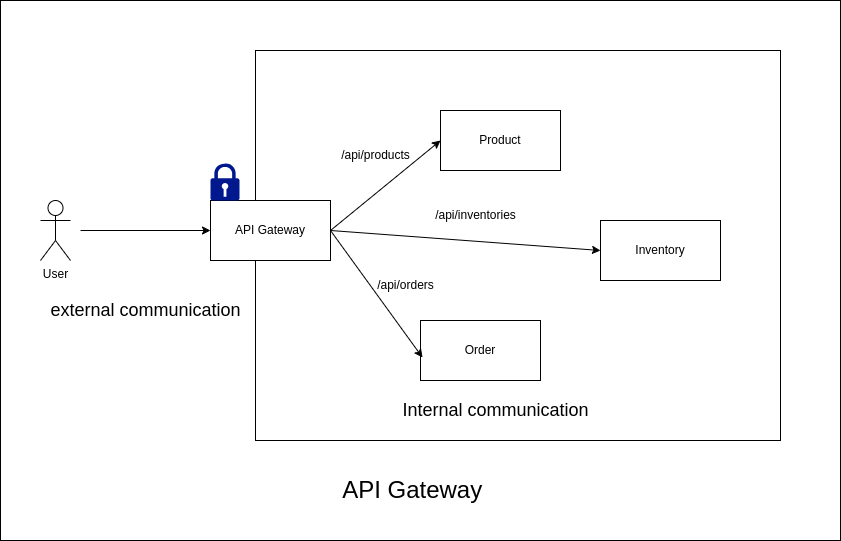 Product
/api/products
/api/inventories
API Gateway
Inventory
User
/api/orders
external communication
Order
Internal communication
API Gateway